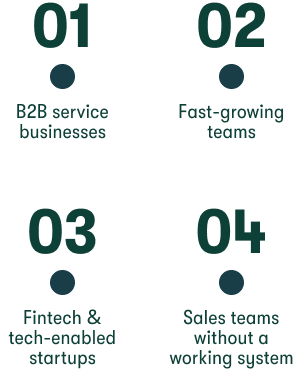 01
B2B service
businesses
02
Fast-growing
teams
03
Fintech &
tech-enabled
startups
04
Sales teams
without a
working system